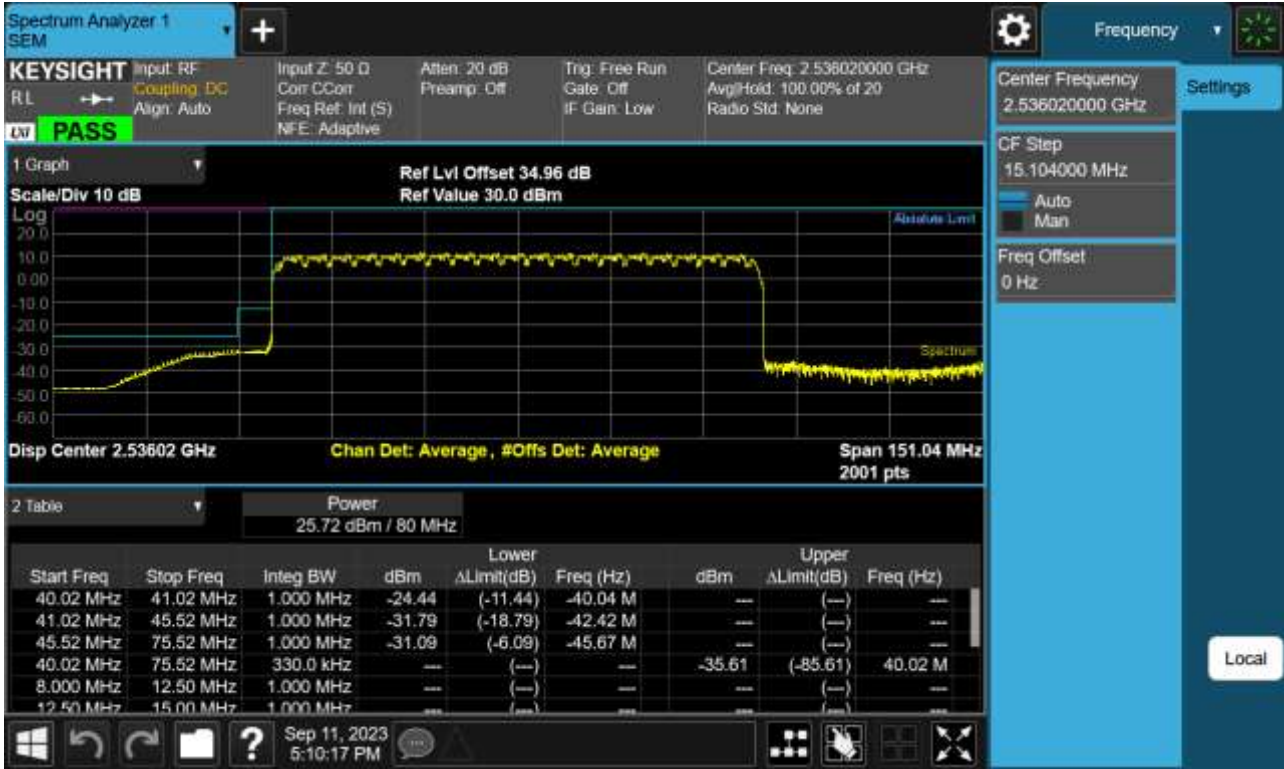 Spectrum Analyzer 1
SEM
Frequency
KEYSIGHT
RL
LXI PASS
Input: RF
Coupling: DC
Align: Auto
Input Z: 50 Ω
Corr CCorr
Freq Ref: Int (S)
NFE: Adaptive
Atten: 20 dB
Preamp: Off
Trig: Free Run
Gate: Off
IF Gain: Low
Center Freq: 2.536020000 GHz
Avg|Hold: 100.00% of 20
Radio Std: None
Center Frequency
2.536020000 GHz
Settings
CF Step
15.104000 MHz
Auto
Man
Freq Offset
0 Hz
Local
1 Graph
Scale/Div 10 dB
Ref Lvl Offset 34.96 dB
Ref Value 30.0 dBm
Log
Absolute Limit
20.0
10.0
0.00
-10.0
-20.0
-30.0
-40.0
-50.0
-60.0
Spectrum
Disp Center 2.53602 GHz Chan Det: Average, #Offs Det: Average Span 151.04 MHz
2001 pts
2 Table
Power
25.72 dBm / 80 MHz
Lower Upper
Start Freq Stop Freq Integ BW dBm ΔLimit(dB) Freq (Hz) dBm ΔLimit(dB) Freq (Hz)
40.02 MHz 41.02 MHz 1.000 MHz -24.44 (-11.44) -40.04 M --- (---) ---
41.02 MHz 45.52 MHz 1.000 MHz -31.79 (-18.79) -42.42 M --- (---) ---
45.52 MHz 75.52 MHz 1.000 MHz -31.09 (-6.09) -45.67 M --- (---) ---
40.02 MHz 75.52 MHz 330.0 kHz --- (---) --- -35.61 (-85.61) 40.02 M
8.000 MHz 12.50 MHz 1.000 MHz --- (---) --- --- (---) ---
12.50 MHz 15.00 MHz 1.000 MHz --- (---) --- --- (---) ---
Sep 11, 2023
5:10:17 PM